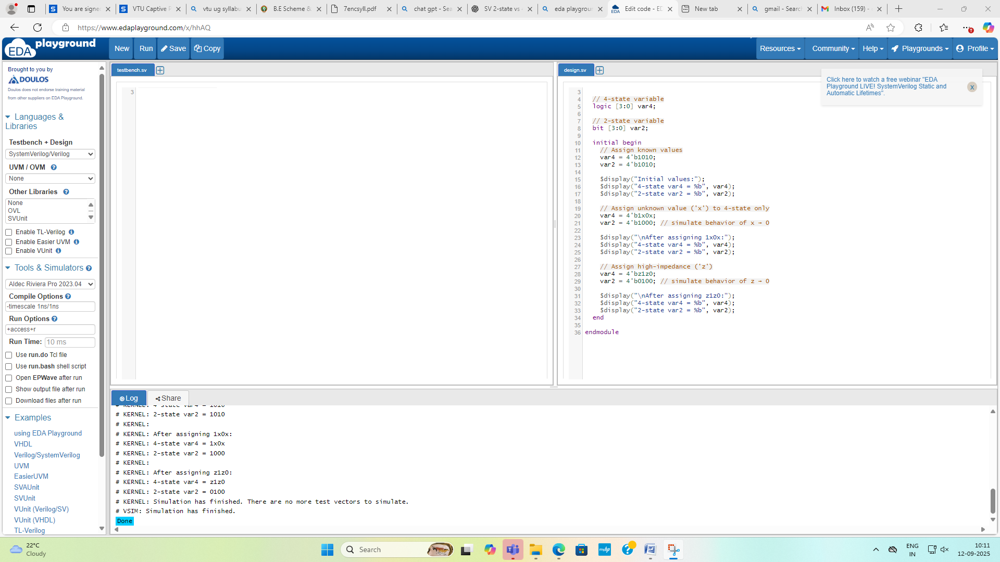 You are signe
VTU Captive P
vtu ug syllabu
B.E Scheme &
7encsyll.pdf
chat gpt - Sea
SV 2-state vs
eda playgroun
Edit code - ED
New tab
gmail - Search
Inbox (159) -
https://www.edaplayground.com/x/hhAQ
EDA playground
New
Run
Save
Copy
Resources
Community
Help
Playgrounds
Profile
Brought to you by
DOULOS
Doulos does not endorse training material
from other suppliers on EDA Playground.
Languages &
Libraries
Testbench + Design
SystemVerilog/Verilog
UVM / OVM
None
Other Libraries
None
OVL
SVUnit
Enable TL-Verilog
Enable Easier UVM
Enable VUnit
Tools & Simulators
Aldec Riviera Pro 2023.04
Compile Options
-timescale 1ns/1ns
Run Options
+access+r
Run Time: 10 ms
Use run.do Tcl file
Use run.bash shell script
Open EPWave after run
Show output file after run
Download files after run
Examples
using EDA Playground
VHDL
Verilog/SystemVerilog
UVM
EasierUVM
SVAUnit
SVUnit
VUnit (Verilog/SV)
VUnit (VHDL)
TL-Verilog
testbench.sv
3
design.sv
Click here to watch a free webinar "EDA
Playground LIVE! SystemVerilog Static and
Automatic Lifetimes".
x
3
4 // 4-state variable
5 logic [3:0] var4;
6
7 // 2-state variable
8 bit [3:0] var2;
9
10 initial begin
11 // Assign known values
12 var4 = 4'b1010;
13 var2 = 4'b1010;
14
15 $display("Initial values:");
16 $display("4-state var4 = %b", var4);
17 $display("2-state var2 = %b", var2);
18
19 // Assign unknown value ('x') to 4-state only
20 var4 = 4'b1x0x;
21 var2 = 4'b1000; // simulate behavior of x → 0
22
23 $display("\nAfter assigning 1x0x:");
24 $display("4-state var4 = %b", var4);
25 $display("2-state var2 = %b", var2);
26
27 // Assign high-impedance ('z')
28 var4 = 4'bz1z0;
29 var2 = 4'b0100; // simulate behavior of z → 0
30
31 $display("\nAfter assigning z1z0:");
32 $display("4-state var4 = %b", var4);
33 $display("2-state var2 = %b", var2);
34 end
35
36 endmodule
Log
Share
# KERNEL: 4-state var4 = 1010
# KERNEL: 2-state var2 = 1010
# KERNEL:
# KERNEL: After assigning 1x0x:
# KERNEL: 4-state var4 = 1x0x
# KERNEL: 2-state var2 = 1000
# KERNEL:
# KERNEL: After assigning z1z0:
# KERNEL: 4-state var4 = z1z0
# KERNEL: 2-state var2 = 0100
# KERNEL: Simulation has finished. There are no more test vectors to simulate.
# VSIM: Simulation has finished.
Done
22°C
Cloudy
Search
myhp
ENG
IN
10:11
12-09-2025